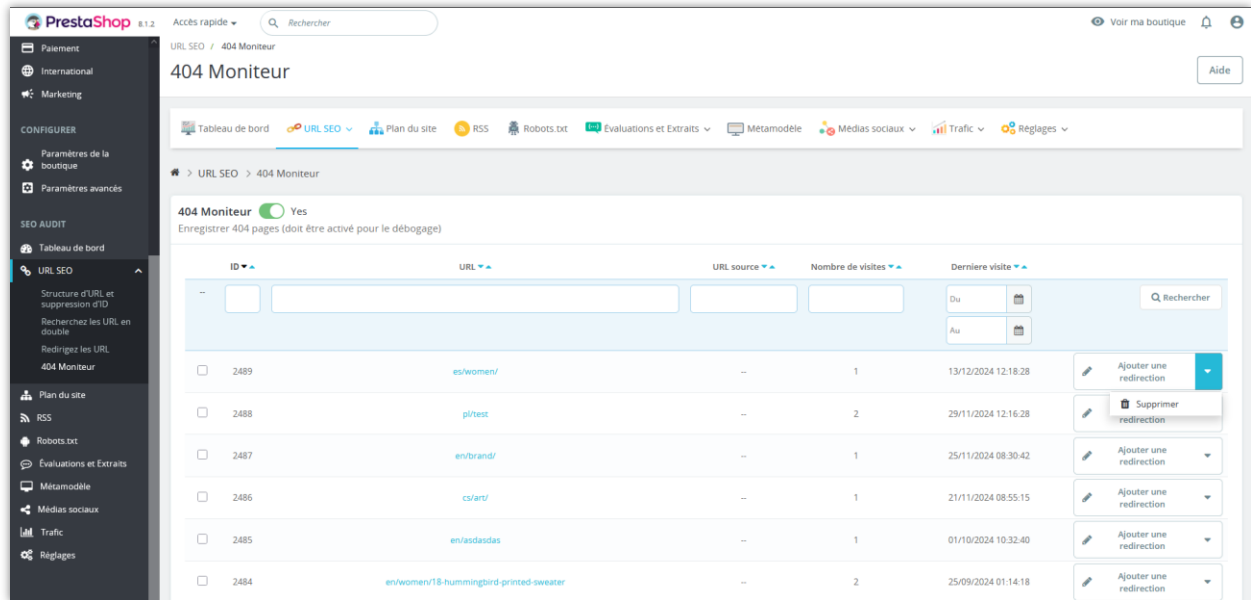 PrestaShop 8.1.2 Accès rapide Rechercher Voir ma boutique
Paiement
International
Marketing
CONFIGURER
Paramètres de la
boutique
Paramètres avancés
SEO AUDIT
Tableau de bord
URL SEO
Structure d'URL et
suppression d'ID
Recherchez les URL en
double
Redirigez les URL
404 Moniteur
Plan du site
RSS
Robots.txt
Évaluations et Extraits
Métamodèle
Médias sociaux
Trafic
Réglages
URL SEO / 404 Moniteur
404 Moniteur
Aide
Tableau de bord URL SEO Plan du site RSS Robots.txt Évaluations et Extraits Métamodèle Médias sociaux Trafic Réglages
> URL SEO > 404 Moniteur
404 Moniteur Yes
Enregistrer 404 pages (doit être activé pour le débogage)
ID URL URL source Nombre de visites Derniere visite
-- Du Rechercher
Au
2489 es/women/ -- 1 13/12/2024 12:18:28 Ajouter une
redirection
Supprimer
2488 pl/test -- 2 29/11/2024 12:16:28
redirection
2487 en/brand/ -- 1 25/11/2024 08:30:42 Ajouter une
redirection
2486 cs/art/ -- 1 21/11/2024 08:55:15 Ajouter une
redirection
2485 en/asdasdas -- 1 01/10/2024 10:32:40 Ajouter une
redirection
2484 en/women/18-hummingbird-printed-sweater -- 2 25/09/2024 01:14:18 Ajouter une
redirection